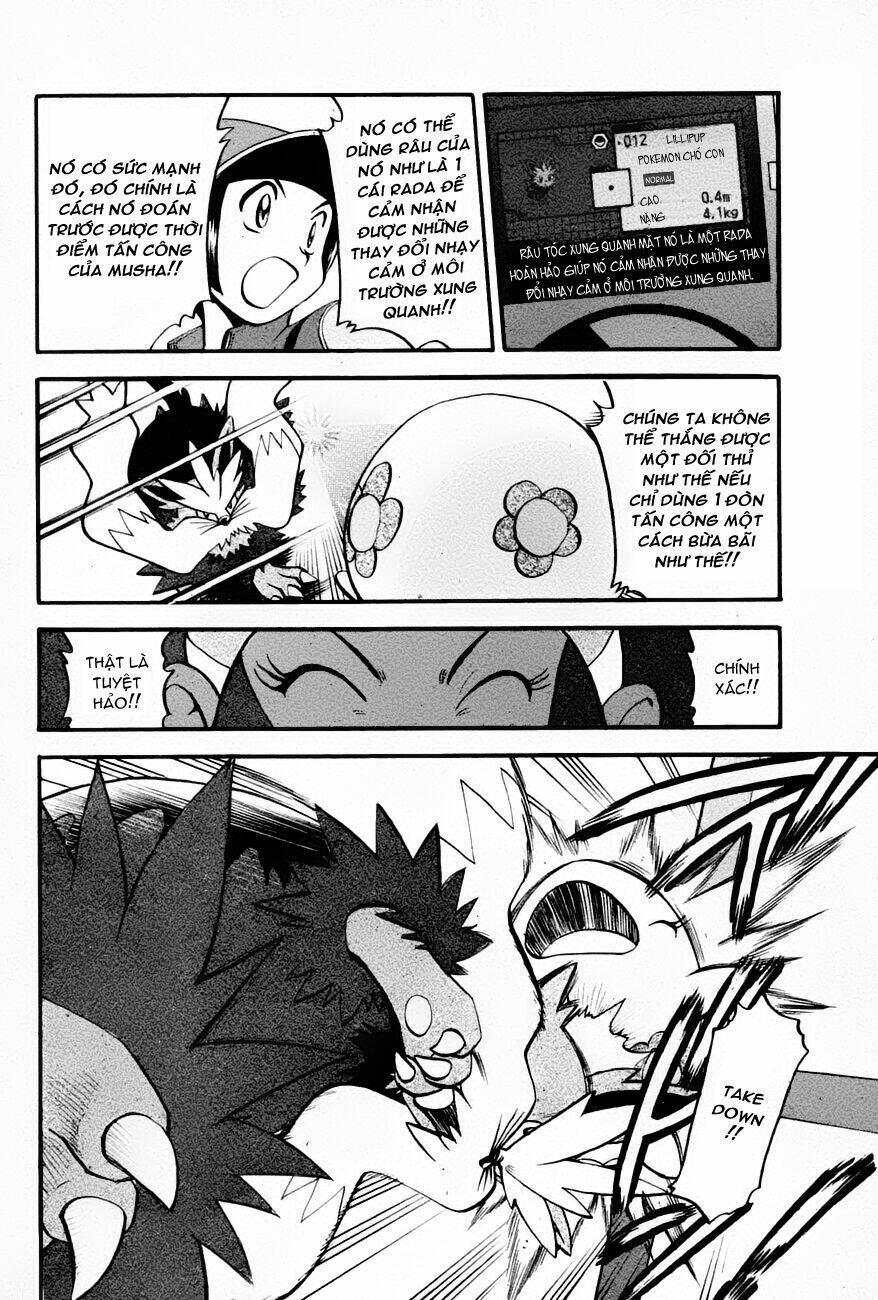 012 LILLIPUP
POKEMON CHÓ CON
NORMAL
CAO 0.4m
NẶNG 4,1kg
RÂU TÓC XUNG QUANH MẶT NÓ LÀ MỘT RADA
HOÀN HẢO GIÚP NÓ CẢM NHẬN ĐƯỢC NHỮNG THAY
ĐỔI NHẠY CẢM Ở MÔI TRƯỜNG XUNG QUANH.
NÓ CÓ THỂ
DÙNG RÂU CỦA
NÓ NHƯ LÀ 1
CÁI RADA ĐỂ
CẢM NHẬN
ĐƯỢC NHỮNG
THAY ĐỔI NHẠY
CẢM Ở MÔI
TRƯỜNG XUNG
QUANH!!
NÓ CÓ SỨC MẠNH
ĐÓ, ĐÓ CHÍNH LÀ
CÁCH NÓ ĐOÁN
TRƯỚC ĐƯỢC THỜI
ĐIỂM TẤN CÔNG
CỦA MUSHA!!
CHÚNG TA KHÔNG
THỂ THẮNG ĐƯỢC
MỘT ĐỐI THỦ
NHƯ THẾ NẾU
CHỈ DÙNG 1 ĐÒN
TẤN CÔNG MỘT
CÁCH BỪA BÃI
NHƯ THẾ!!
CHÍNH
XÁC!!
THẬT LÀ
TUYỆT
HẢO!!
TAKE
DOWN
!!